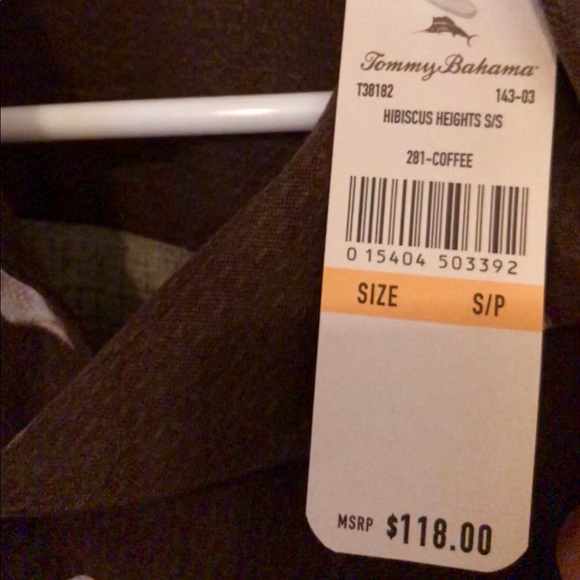 Tommy Bahama
T38182 143-03
HIBISCUS HEIGHTS S/S
281-COFFEE
0 15404 503392
SIZE S/P
MSRP $118.00